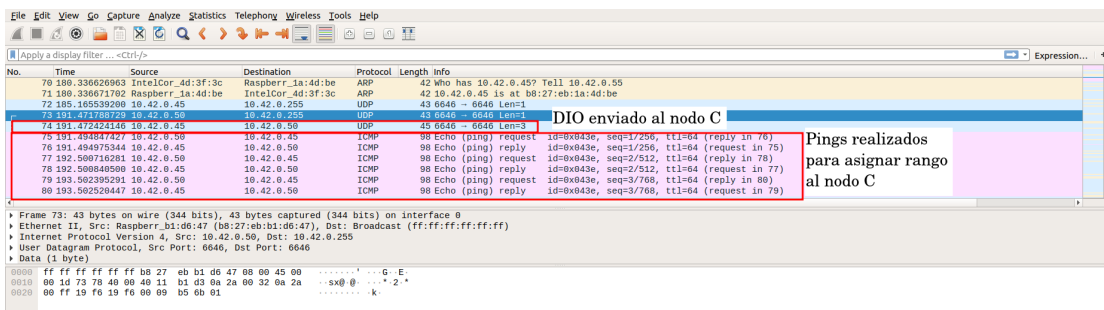 File Edit View Go Capture Analyze Statistics Telephony Wireless Tools Help
Apply a display filter ... <Ctrl-/>
Expression... +
No. Time Source Destination Protocol Length Info
70 180.336626963 IntelCor_4d:3f:3c Raspberr_1a:4d:be ARP 42 Who has 10.42.0.45? Tell 10.42.0.55
71 180.336671702 Raspberr_1a:4d:be IntelCor_4d:3f:3c ARP 42 10.42.0.45 is at b8:27:eb:1a:4d:be
72 185.165539200 10.42.0.45 10.42.0.255 UDP 43 6646 → 6646 Len=1
73 191.471788729 10.42.0.50 10.42.0.255 UDP 43 6646 → 6646 Len=1
74 191.472424146 10.42.0.45 10.42.0.50 UDP 45 6646 → 6646 Len=3
DIO enviado al nodo C
75 191.494847427 10.42.0.50 10.42.0.45 ICMP 98 Echo (ping) request id=0x043e, seq=1/256, ttl=64 (reply in 76)
76 191.494975344 10.42.0.45 10.42.0.50 ICMP 98 Echo (ping) reply id=0x043e, seq=1/256, ttl=64 (request in 75)
77 192.500716281 10.42.0.50 10.42.0.45 ICMP 98 Echo (ping) request id=0x043e, seq=2/512, ttl=64 (reply in 78)
78 192.500840500 10.42.0.45 10.42.0.50 ICMP 98 Echo (ping) reply id=0x043e, seq=2/512, ttl=64 (request in 77)
79 193.502395291 10.42.0.50 10.42.0.45 ICMP 98 Echo (ping) request id=0x043e, seq=3/768, ttl=64 (reply in 80)
80 193.502520447 10.42.0.45 10.42.0.50 ICMP 98 Echo (ping) reply id=0x043e, seq=3/768, ttl=64 (request in 79)
Pings realizados
para asignar rango
al nodo C
Frame 73: 43 bytes on wire (344 bits), 43 bytes captured (344 bits) on interface 0
Ethernet II, Src: Raspberr_b1:d6:47 (b8:27:eb:b1:d6:47), Dst: Broadcast (ff:ff:ff:ff:ff:ff)
Internet Protocol Version 4, Src: 10.42.0.50, Dst: 10.42.0.255
User Datagram Protocol, Src Port: 6646, Dst Port: 6646
Data (1 byte)
0000 ff ff ff ff ff ff b8 27 eb b1 d6 47 08 00 45 00 ·······' ···G··E·
0010 00 1d 73 78 40 00 40 11 b1 d3 0a 2a 00 32 0a 2a ··sx@·@· ···*·2·*
0020 00 ff 19 f6 19 f6 00 09 b5 6b 01 ········ ·k·